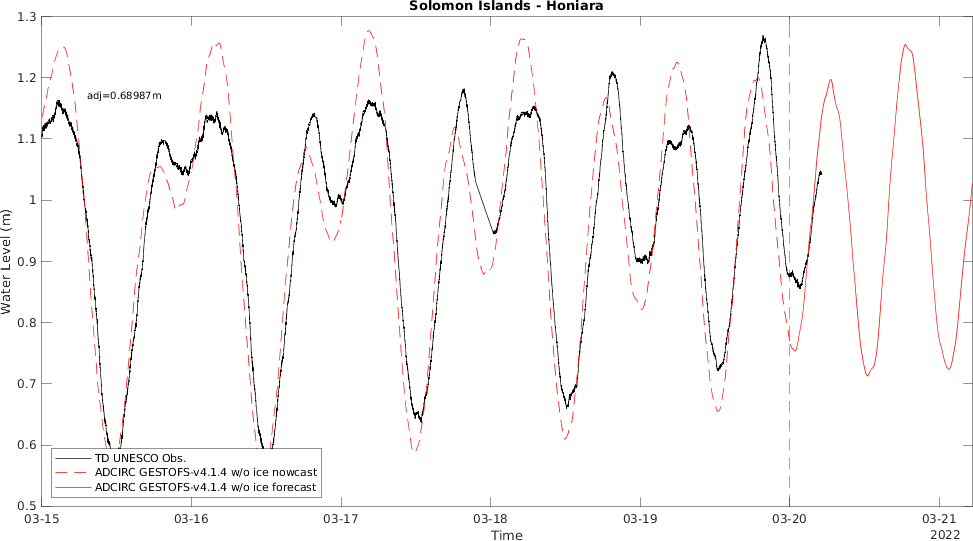 Solomon Islands - Honiara
1.3
1.2
1.1
1
0.9
0.8
0.7
0.6
0.5
Water Level (m)
adj=0.68987m
TD UNESCO Obs.
ADCIRC GESTOFS-v4.1.4 w/o ice nowcast
ADCIRC GESTOFS-v4.1.4 w/o ice forecast
03-15 03-16 03-17 03-18 03-19 03-20 03-21
Time
2022